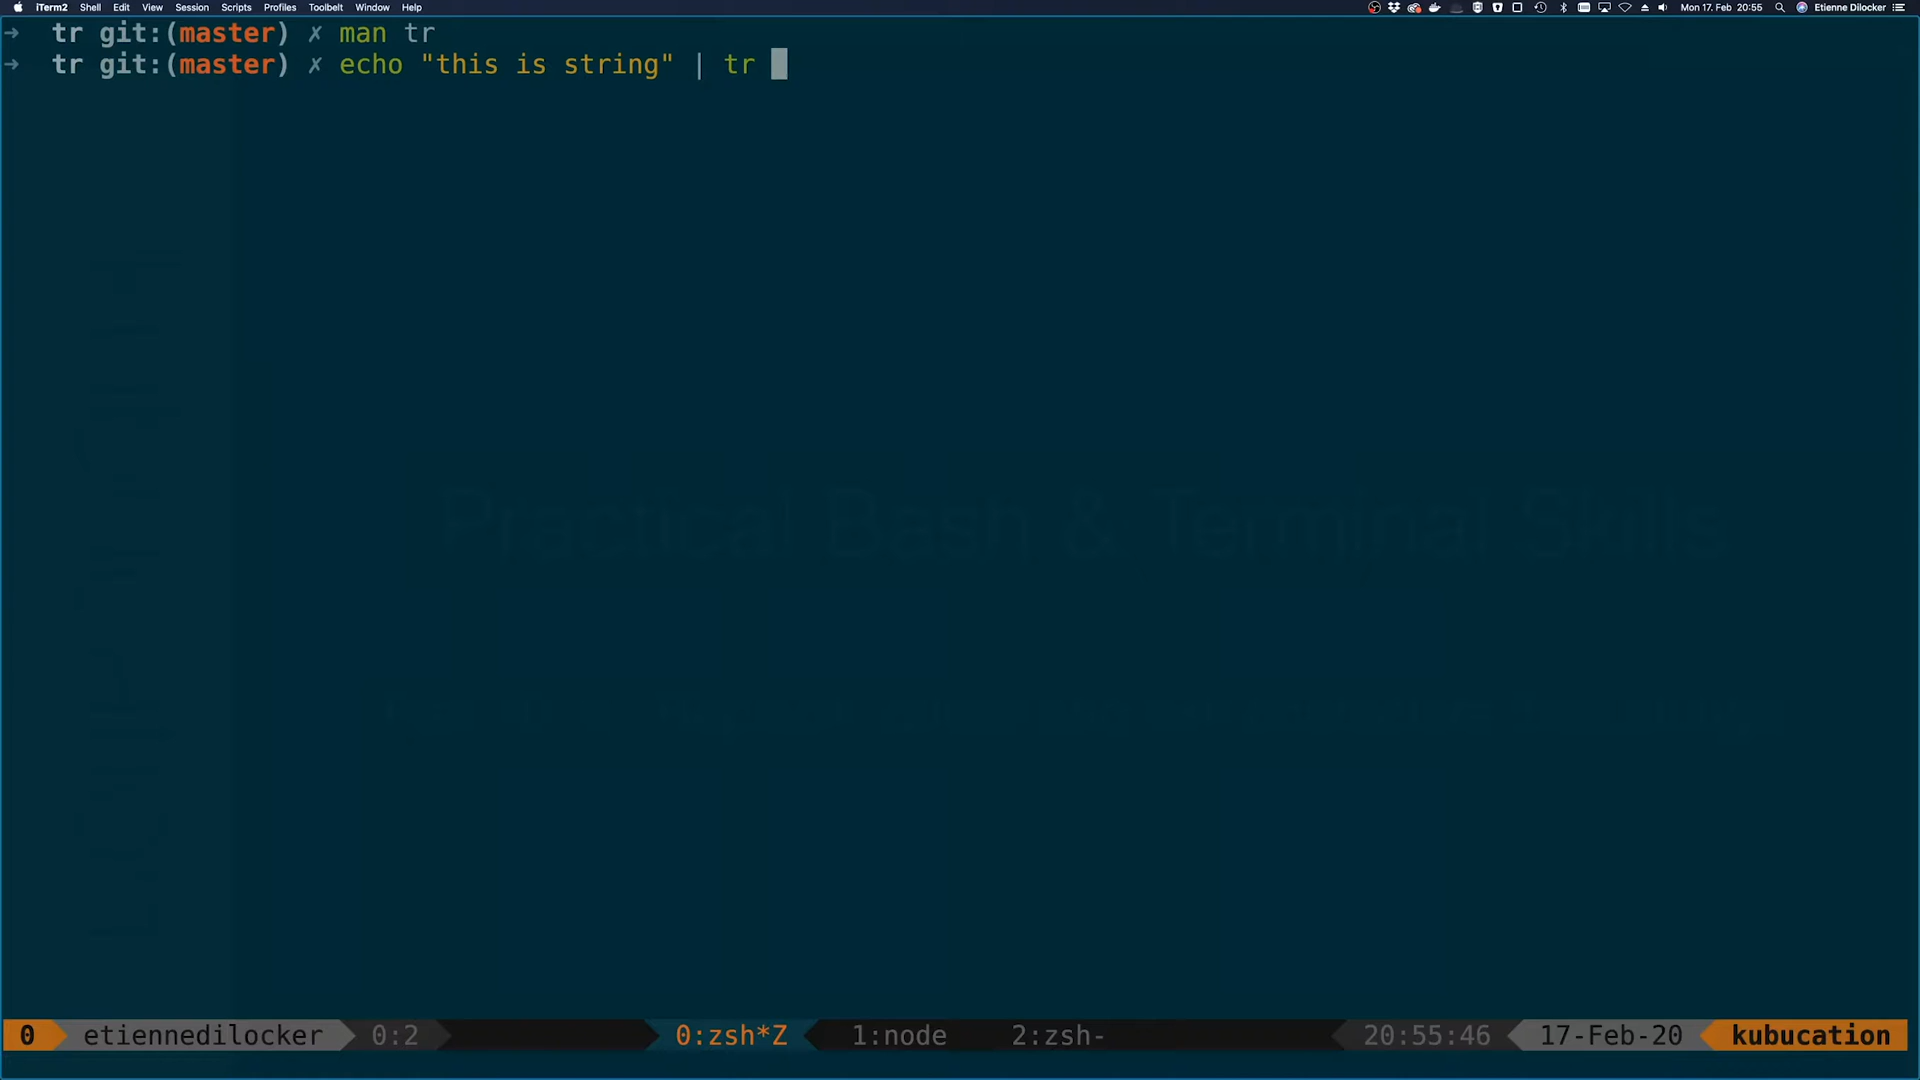 iTerm2 Shell Edit View Session Scripts Profiles Toolbelt Window Help Mon 17. Feb 20:55 Etienne Dilocker
→ tr git:(master) ✗ man tr
→ tr git:(master) ✗ echo "this is string" | tr
Practical Bash & Terminal Skills
0 etiennedilocker 0:2 0:zsh*Z 1:node 2:zsh- 20:55:46 17-Feb-20 kubucation